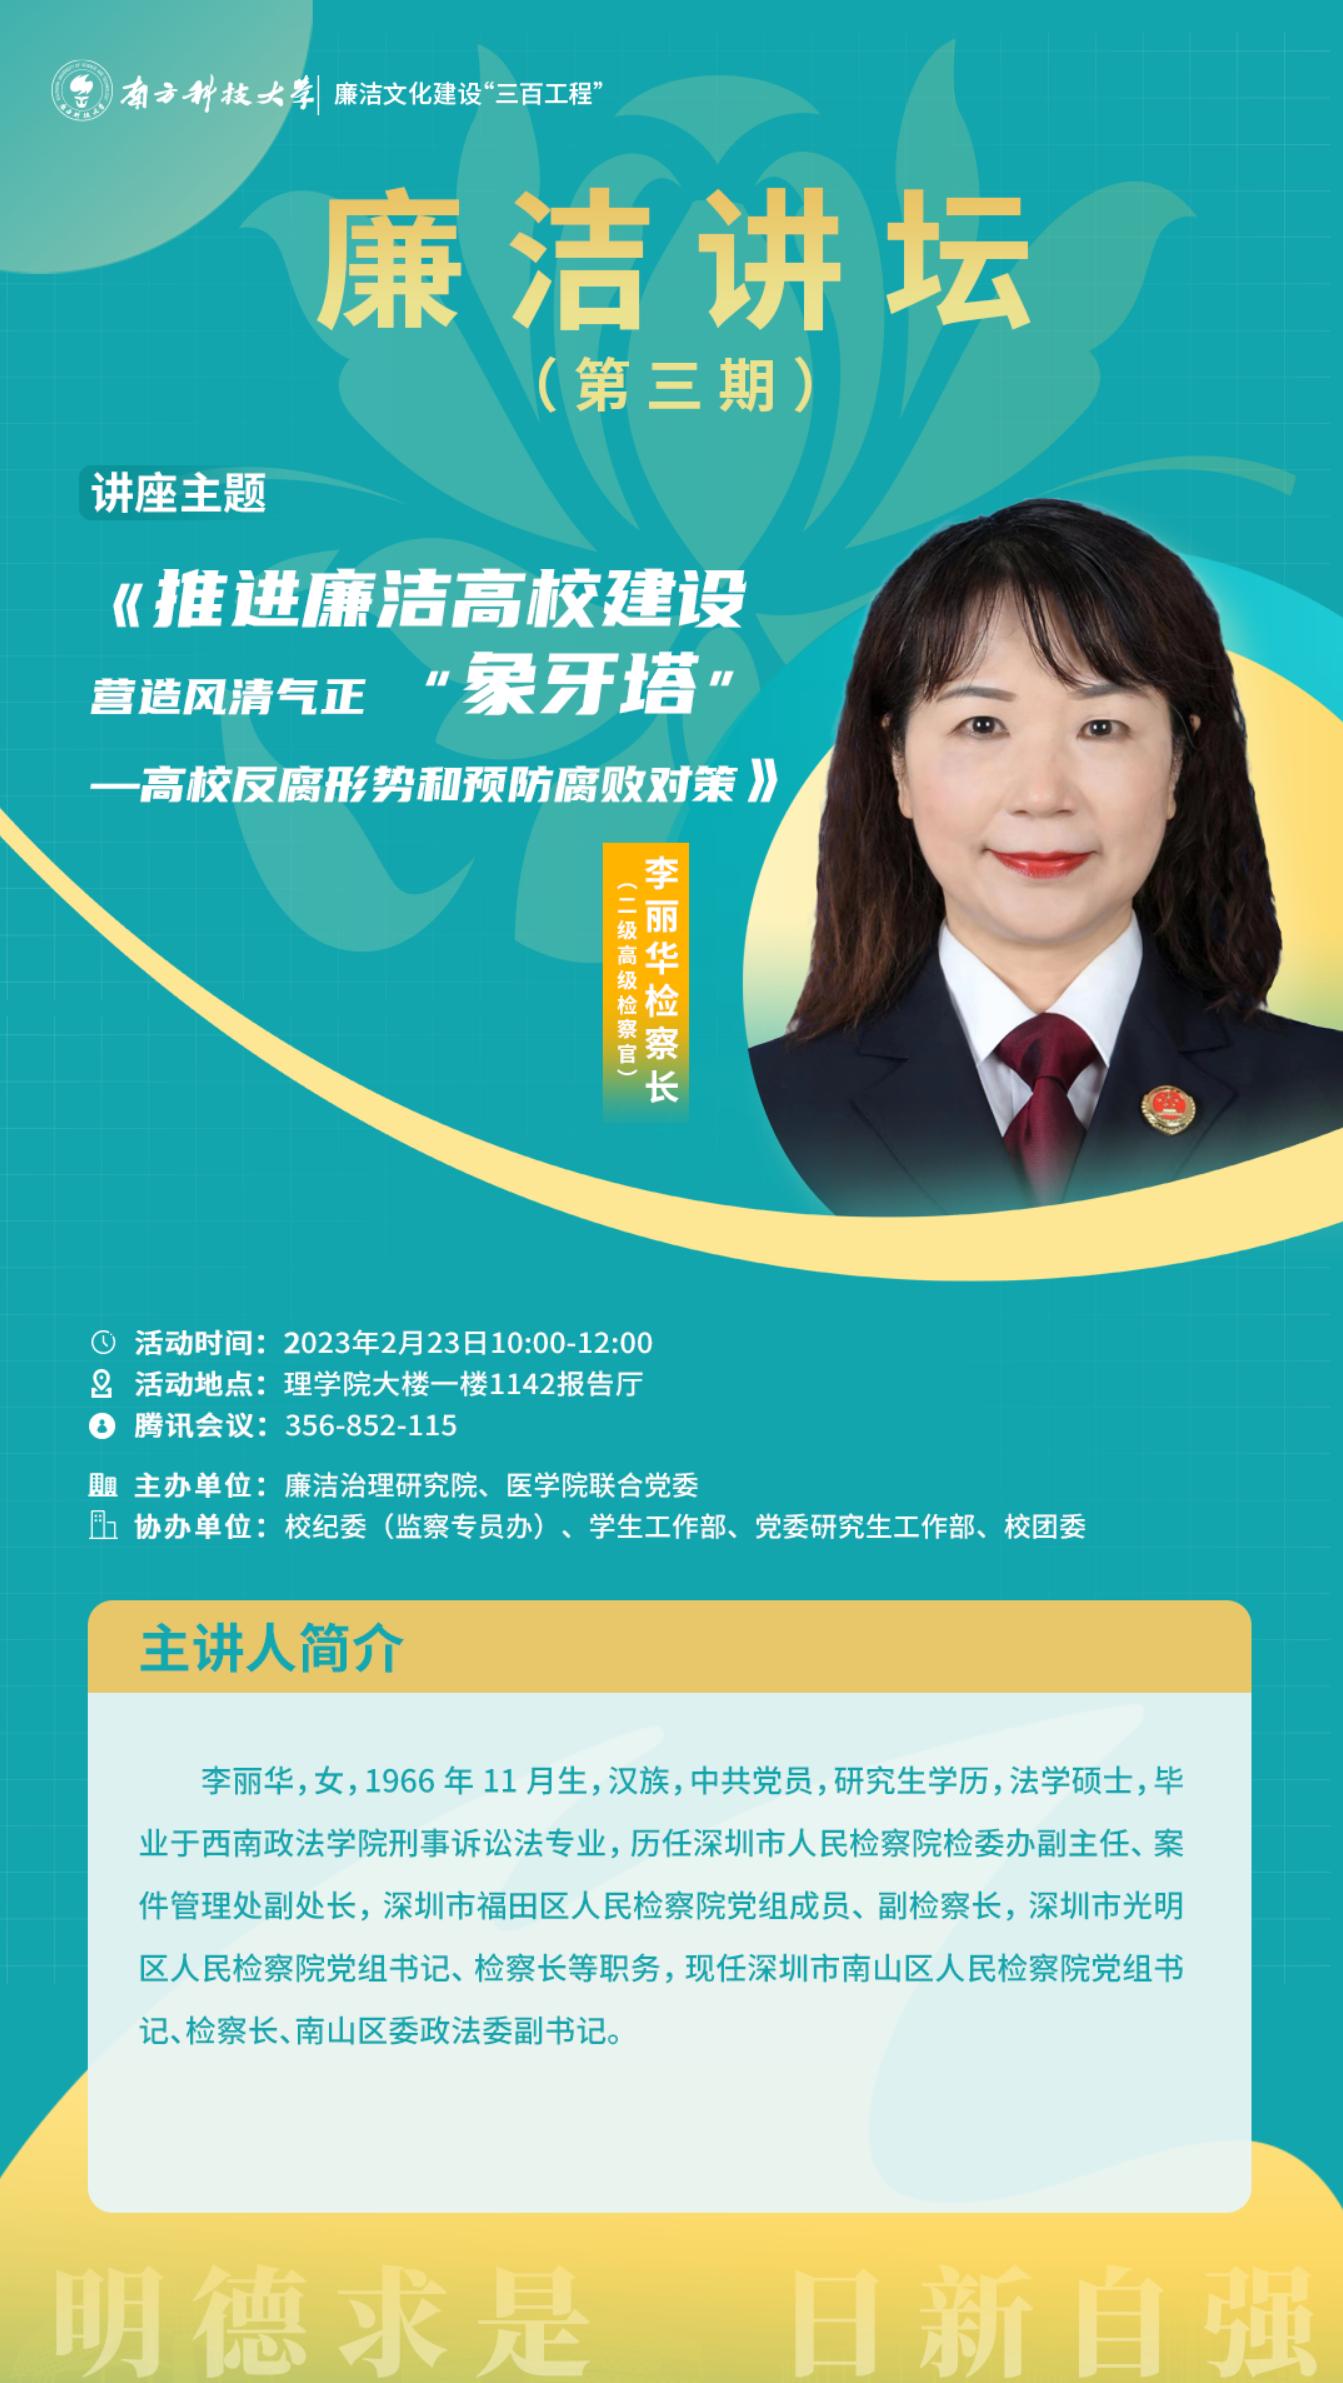 南方科技大学 廉洁文化建设“三百工程”
廉洁讲坛
（第三期）
讲座主题
《推进廉洁高校建设
营造风清气正 “象牙塔”
—高校反腐形势和预防腐败对策》
李丽华检察长
（二级高级检察官）
活动时间：2023年2月23日10:00-12:00
活动地点：理学院大楼一楼1142报告厅
腾讯会议：356-852-115
主办单位：廉洁治理研究院、医学院联合党委
协办单位：校纪委（监察专员办）、学生工作部、党委研究生工作部、校团委
主讲人简介
李丽华，女，1966 年 11 月生，汉族，中共党员，研究生学历，法学硕士，毕
业于西南政法学院刑事诉讼法专业，历任深圳市人民检察院检委办副主任、案
件管理处副处长，深圳市福田区人民检察院党组成员、副检察长，深圳市光明
区人民检察院党组书记、检察长等职务，现任深圳市南山区人民检察院党组书
记、检察长、南山区委政法委副书记。
明德求是 日新自强